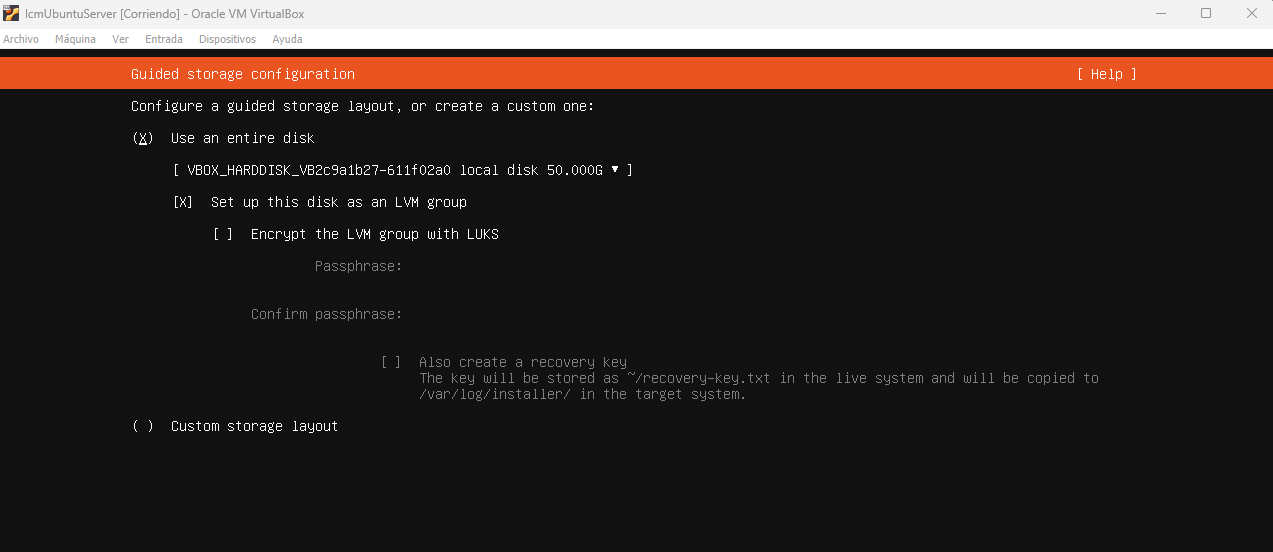 lcmUbuntuServer [Corriendo] - Oracle VM VirtualBox
Archivo Máquina Ver Entrada Dispositivos Ayuda
Guided storage configuration [ Help ]
Configure a guided storage layout, or create a custom one:
(X) Use an entire disk
[ VBOX_HARDDISK_VB2c9a1b27-611f02a0 local disk 50.000G ▾ ]
[X] Set up this disk as an LVM group
[ ] Encrypt the LVM group with LUKS
Passphrase:
Confirm passphrase:
[ ] Also create a recovery key
The key will be stored as ~/recovery-key.txt in the live system and will be copied to
/var/log/installer/ in the target system.
( ) Custom storage layout